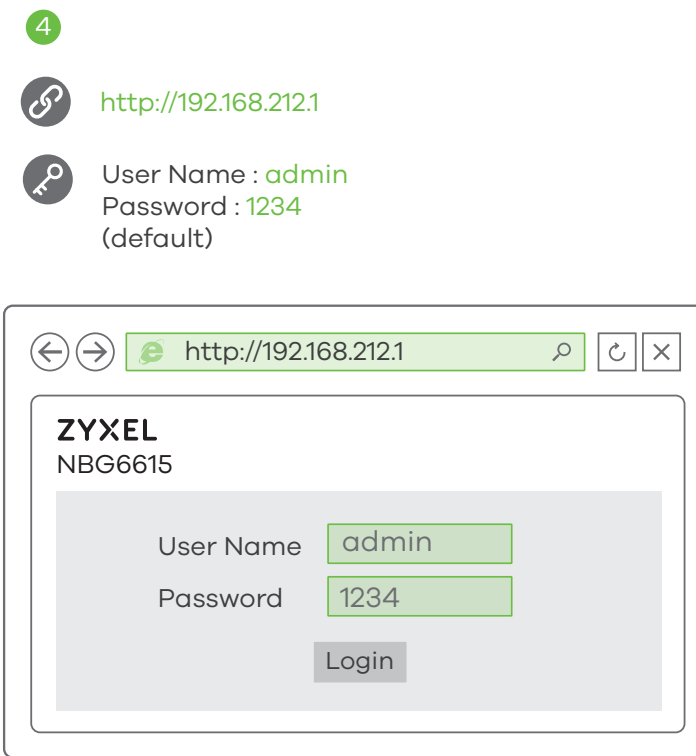 4
http://192.168.212.1
User Name : admin
Password : 1234
(default)
http://192.168.212.1
ZYXEL
NBG6615
User Name admin
Password 1234
Login